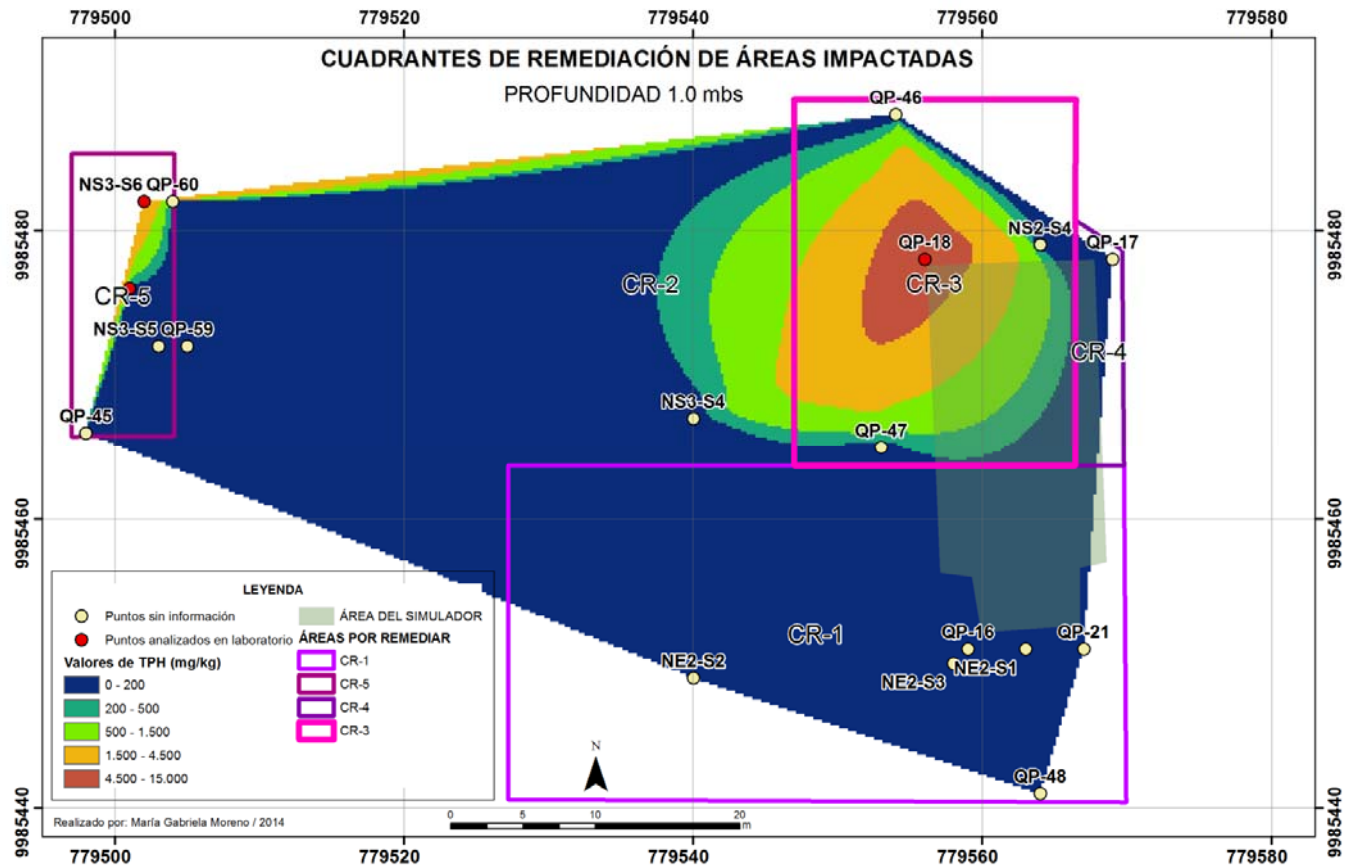 779500 779520 779540 779560 779580
CUADRANTES DE REMEDIACIÓN DE ÁREAS IMPACTADAS
PROFUNDIDAD 1.0 mbs
QP-46
NS3-S6 QP-60
9985480
NS2-S4
9985480
QP-17
QP-18
CR-2
CR-3
CR-5
NS3-S5 QP-59
CR-4
NS3-S4
QP-45
QP-47
9985460
9985460
LEYENDA
Puntos sin información
ÁREA DEL SIMULADOR
Puntos analizados en laboratorio
ÁREAS POR REMEDIAR
Valores de TPH (mg/kg)
CR-1
0 - 200
CR-5
200 - 500
CR-4
500 - 1.500
CR-3
1.500 - 4.500
4.500 - 15.000
CR-1
QP-16
QP-21
NE2-S2
NE2-S1
NE2-S3
N
QP-48
9985440
9985440
Realizado por: María Gabriela Moreno / 2014
0 5 10 20
m
779500 779520 779540 779560 779580